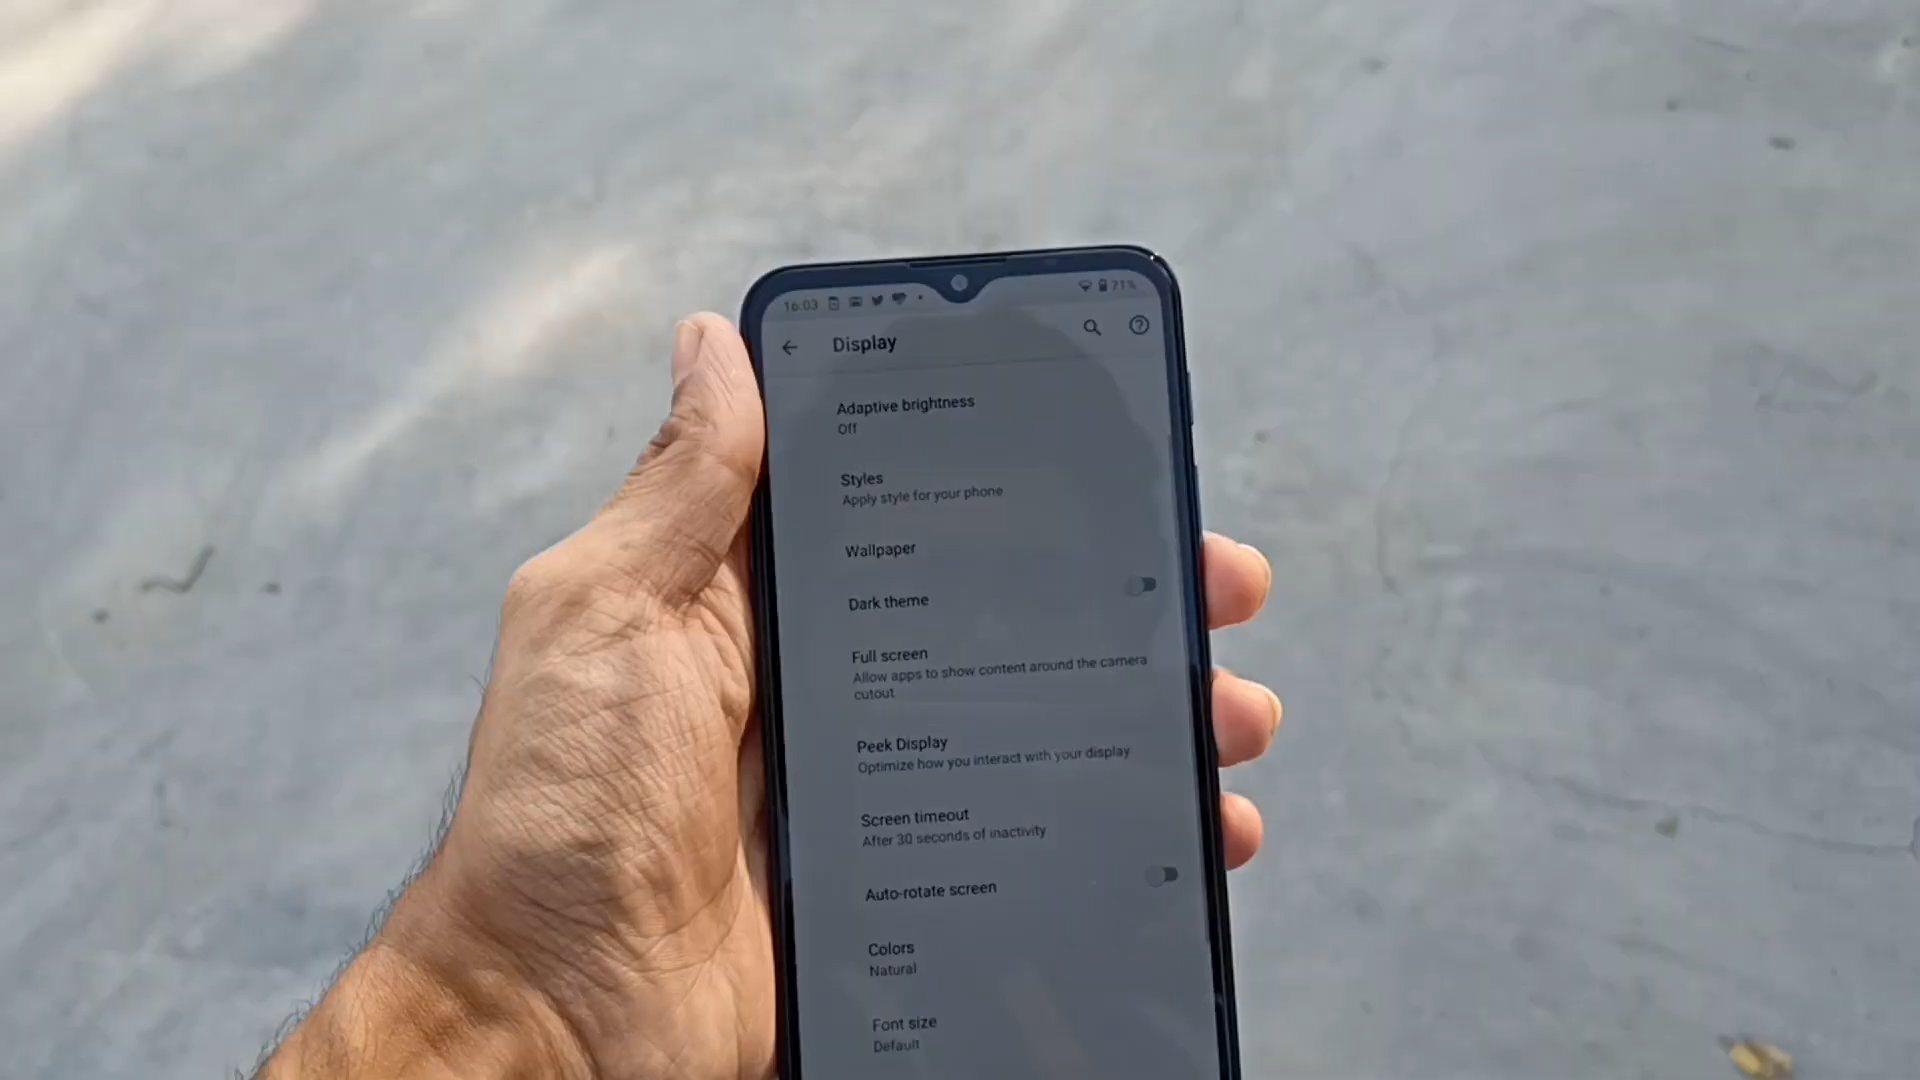 16:03 71%
Display
Adaptive brightness
Off
Styles
Apply style for your phone
Wallpaper
Dark theme
Full screen
Allow apps to show content around the camera
cutout
Peek Display
Optimize how you interact with your display
Screen timeout
After 30 seconds of inactivity
Auto-rotate screen
Colors
Natural
Font size
Default